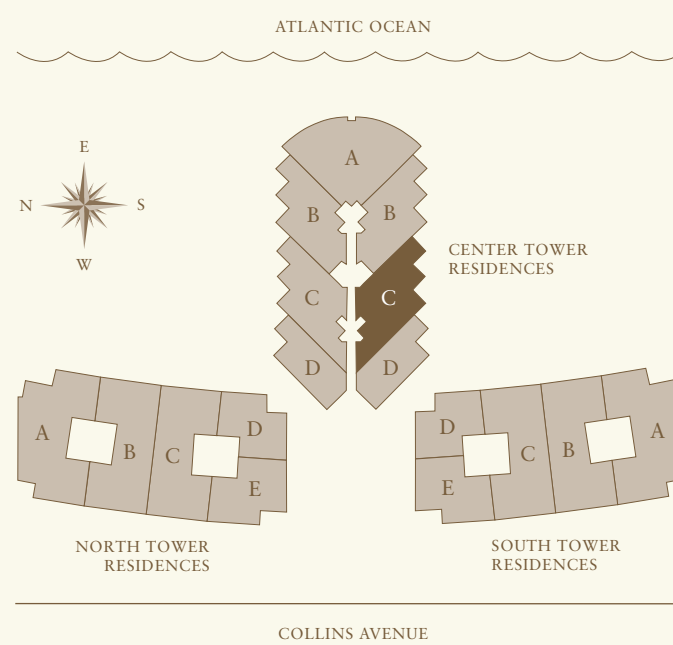 ATLANTIC OCEAN
E
N
S
W
A
B
B
C
C
D
D
CENTER TOWER
RESIDENCES
A
B
C
D
E
D
E
C
B
A
NORTH TOWER
RESIDENCES
SOUTH TOWER
RESIDENCES
COLLINS AVENUE